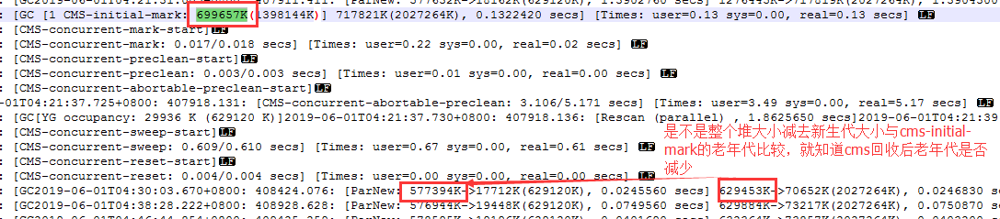 [GC [1 CMS-initial-mark: 699657K(1398144K)] 717821K(2027264K), 0.1322420 secs] [Times: user=0.13 sys=0.00, real=0.13 secs] LF
: [CMS-concurrent-mark-start]LF
: [CMS-concurrent-mark: 0.017/0.018 secs] [Times: user=0.22 sys=0.00, real=0.02 secs] LF
: [CMS-concurrent-preclean-start]LF
: [CMS-concurrent-preclean: 0.003/0.003 secs] [Times: user=0.01 sys=0.00, real=0.00 secs] LF
: [CMS-concurrent-abortable-preclean-start]LF
-01T04:21:37.725+0800: 407918.131: [CMS-concurrent-abortable-preclean: 3.106/5.171 secs] [Times: user=3.49 sys=0.00, real=5.17 secs] LF
: [GC[YG occupancy: 29936 K (629120 K)]2019-06-01T04:21:37.730+0800: 407918.136: [Rescan (parallel) , 1.8625650 secs]2019-06-01T04:21:39
: [CMS-concurrent-sweep-start]LF
: [CMS-concurrent-sweep: 0.609/0.610 secs] [Times: user=0.67 sys=0.00, real=0.61 secs] LF
: [CMS-concurrent-reset-start]LF
: [CMS-concurrent-reset: 0.004/0.004 secs] [Times: user=0.00 sys=0.00, real=0.00 secs] LF
是不是整个堆大小减去新生代大小与cms-initial-
mark的老年代比较，就知道cms回收后老年代是否
减少
: [GC2019-06-01T04:30:03.670+0800: 408424.076: [ParNew: 577394K->17712K(629120K), 0.0245560 secs] 629453K->70652K(2027264K), 0.0246830
: [GC2019-06-01T04:38:28.222+0800: 408928.628: [ParNew: 576944K->19448K(629120K), 0.0749560 secs] 629884K->73217K(2027264K), 0.0750870